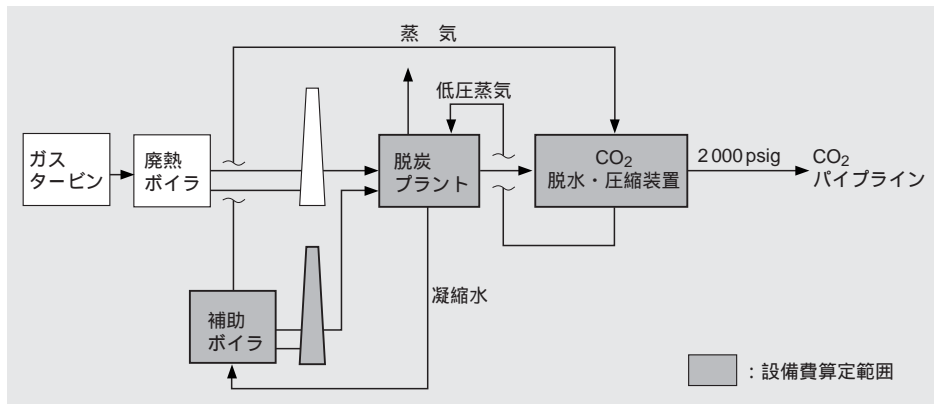 蒸 気
低圧蒸気
ガス
タービン
廃熱
ボイラ
脱炭
プラント
CO2
脱水・圧縮装置
2 000 psig
CO2
パイプライン
凝縮水
補助
ボイラ
：設備費算定範囲